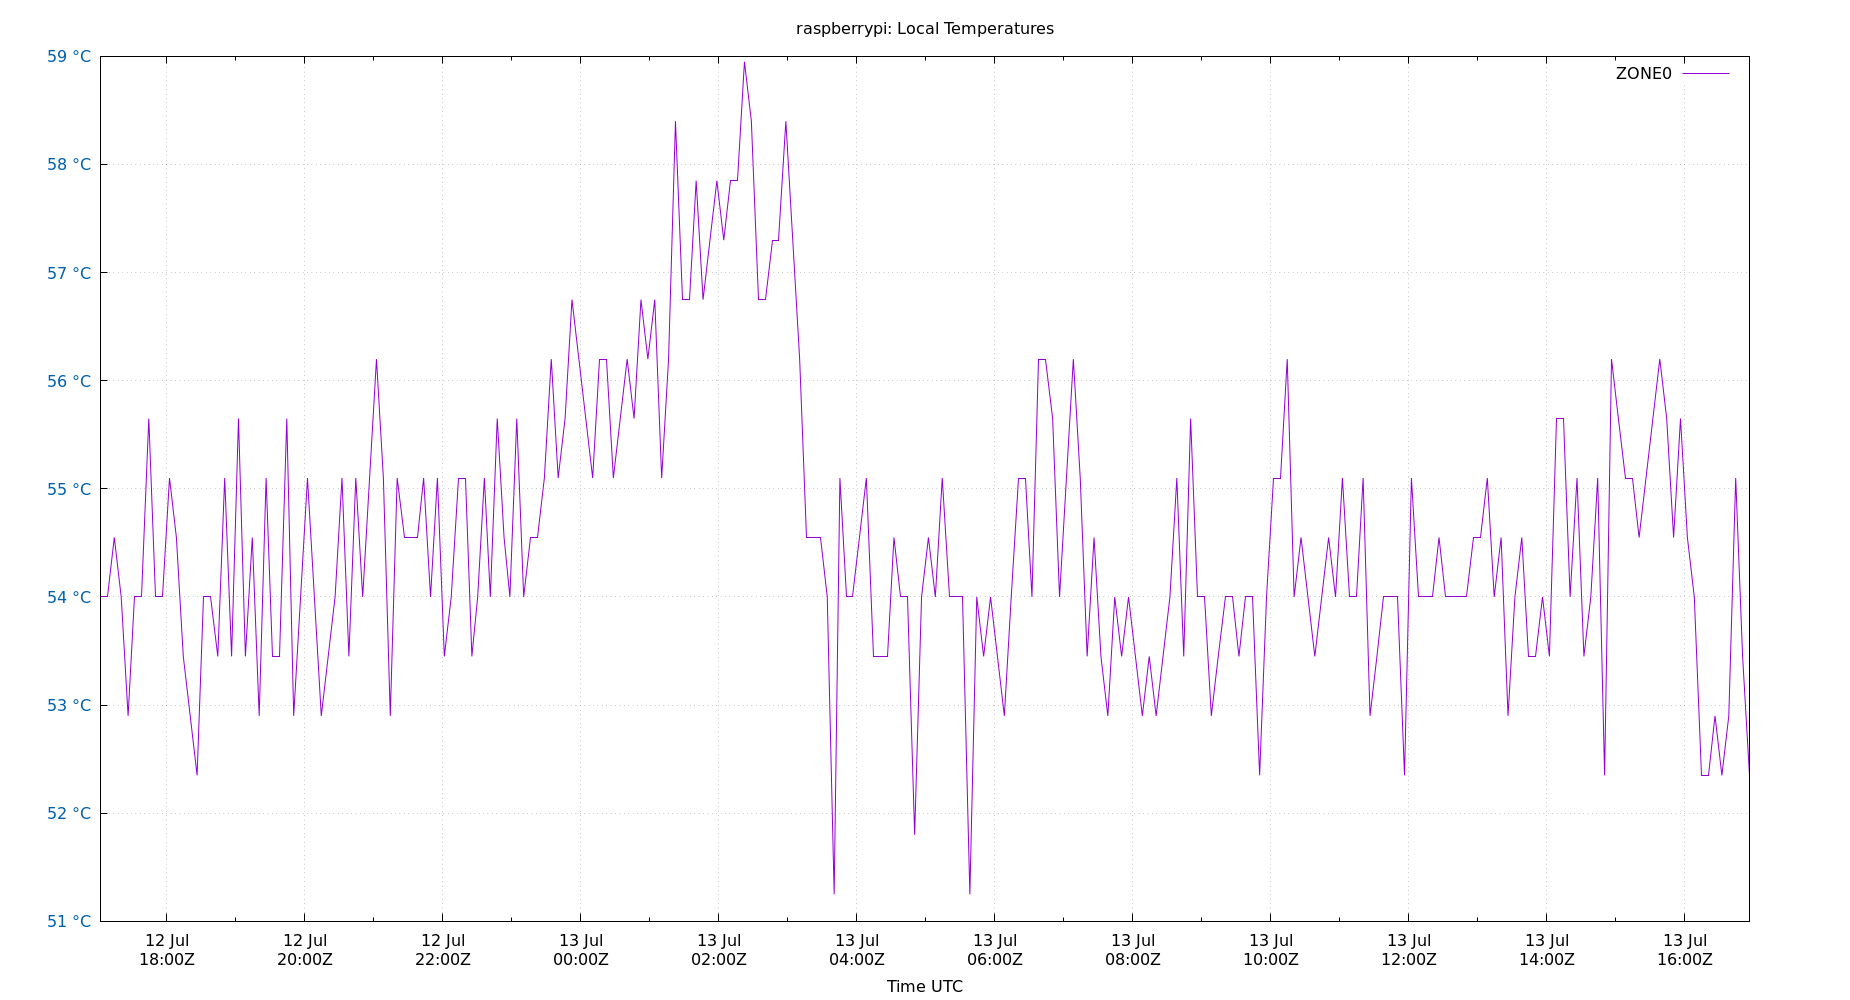 raspberrypi: Local Temperatures
ZONE0
59 °C
58 °C
57 °C
56 °C
55 °C
54 °C
53 °C
52 °C
51 °C
12 Jul 12 Jul 12 Jul 13 Jul 13 Jul 13 Jul 13 Jul 13 Jul 13 Jul 13 Jul 13 Jul 13 Jul
18:00Z 20:00Z 22:00Z 00:00Z 02:00Z 04:00Z 06:00Z 08:00Z 10:00Z 12:00Z 14:00Z 16:00Z
Time UTC